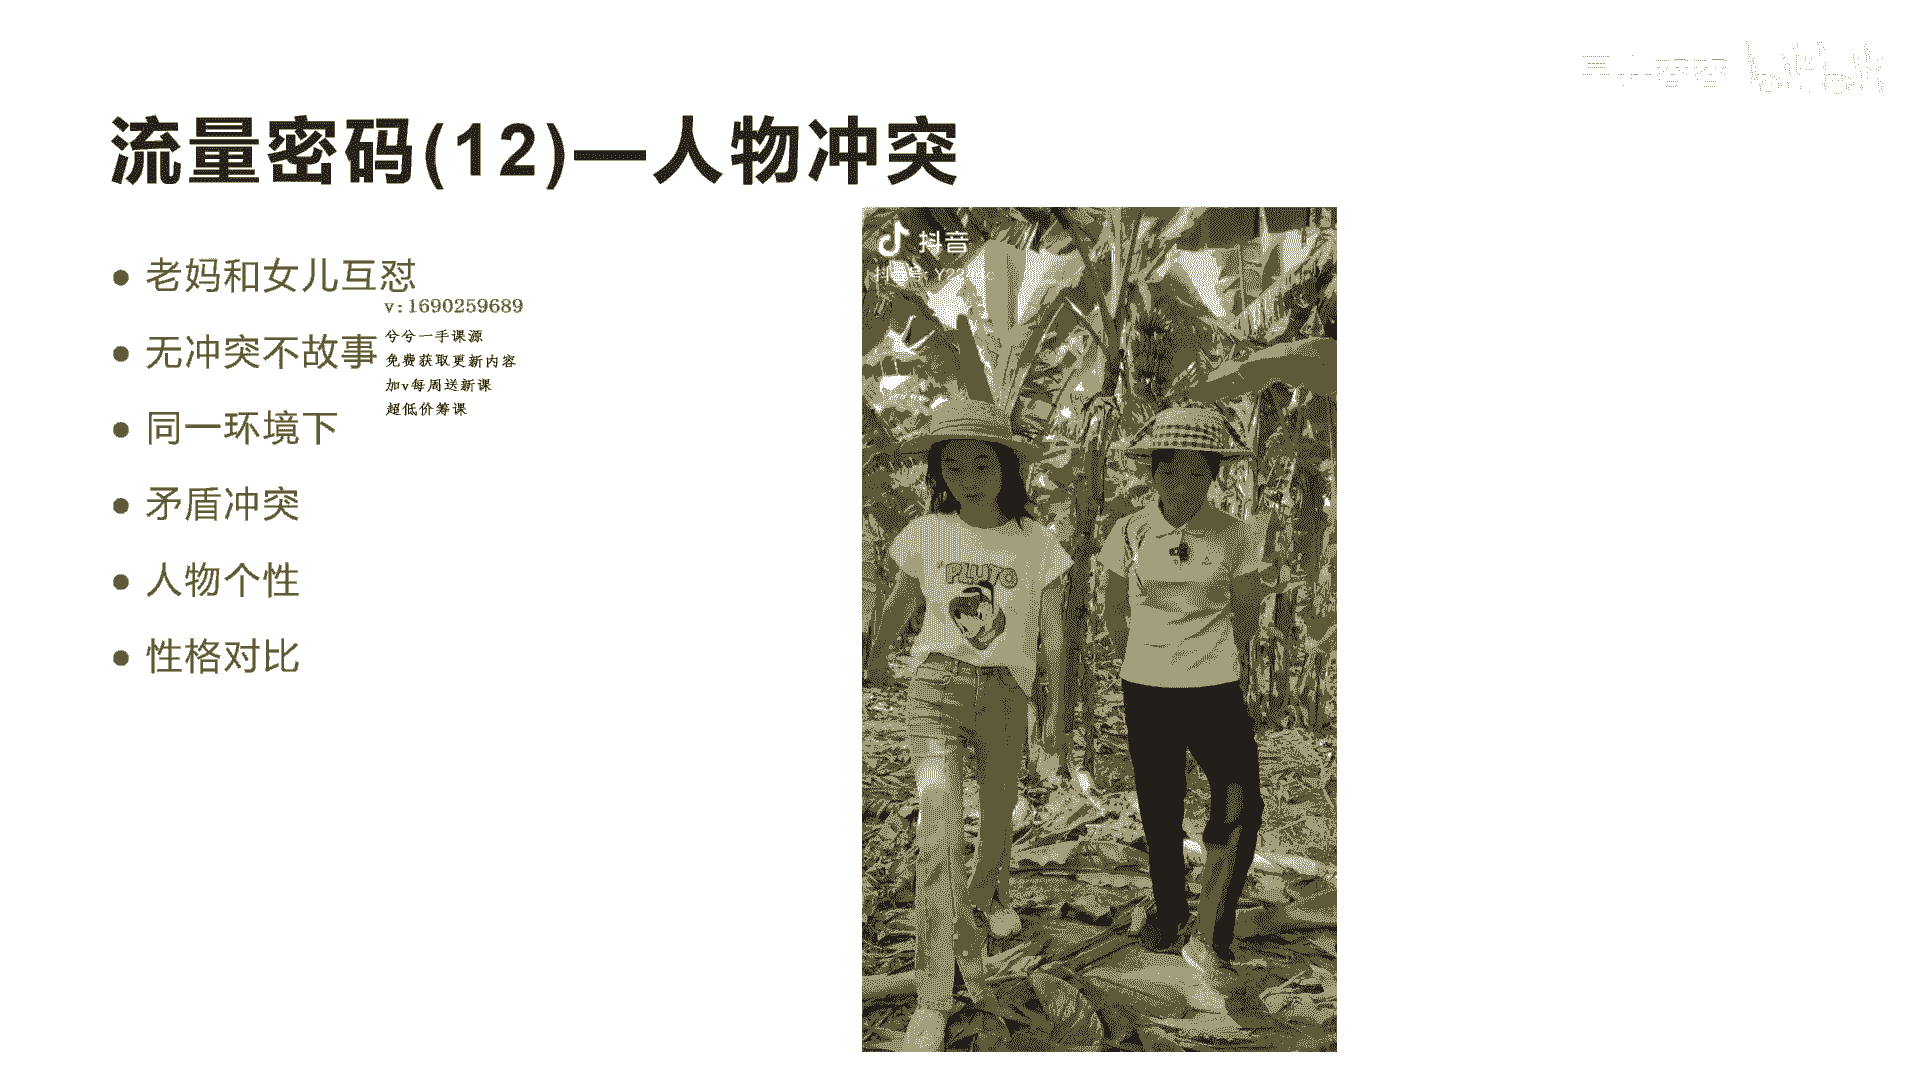 流量密码(12)—人物冲突
老妈和女儿互怼
v:1690259689
兮兮一手课源
无冲突不故事
免费获取更新内容
加v每周送新课
超低价筹课
同一环境下
矛盾冲突
人物个性
性格对比
抖音
PLUTO